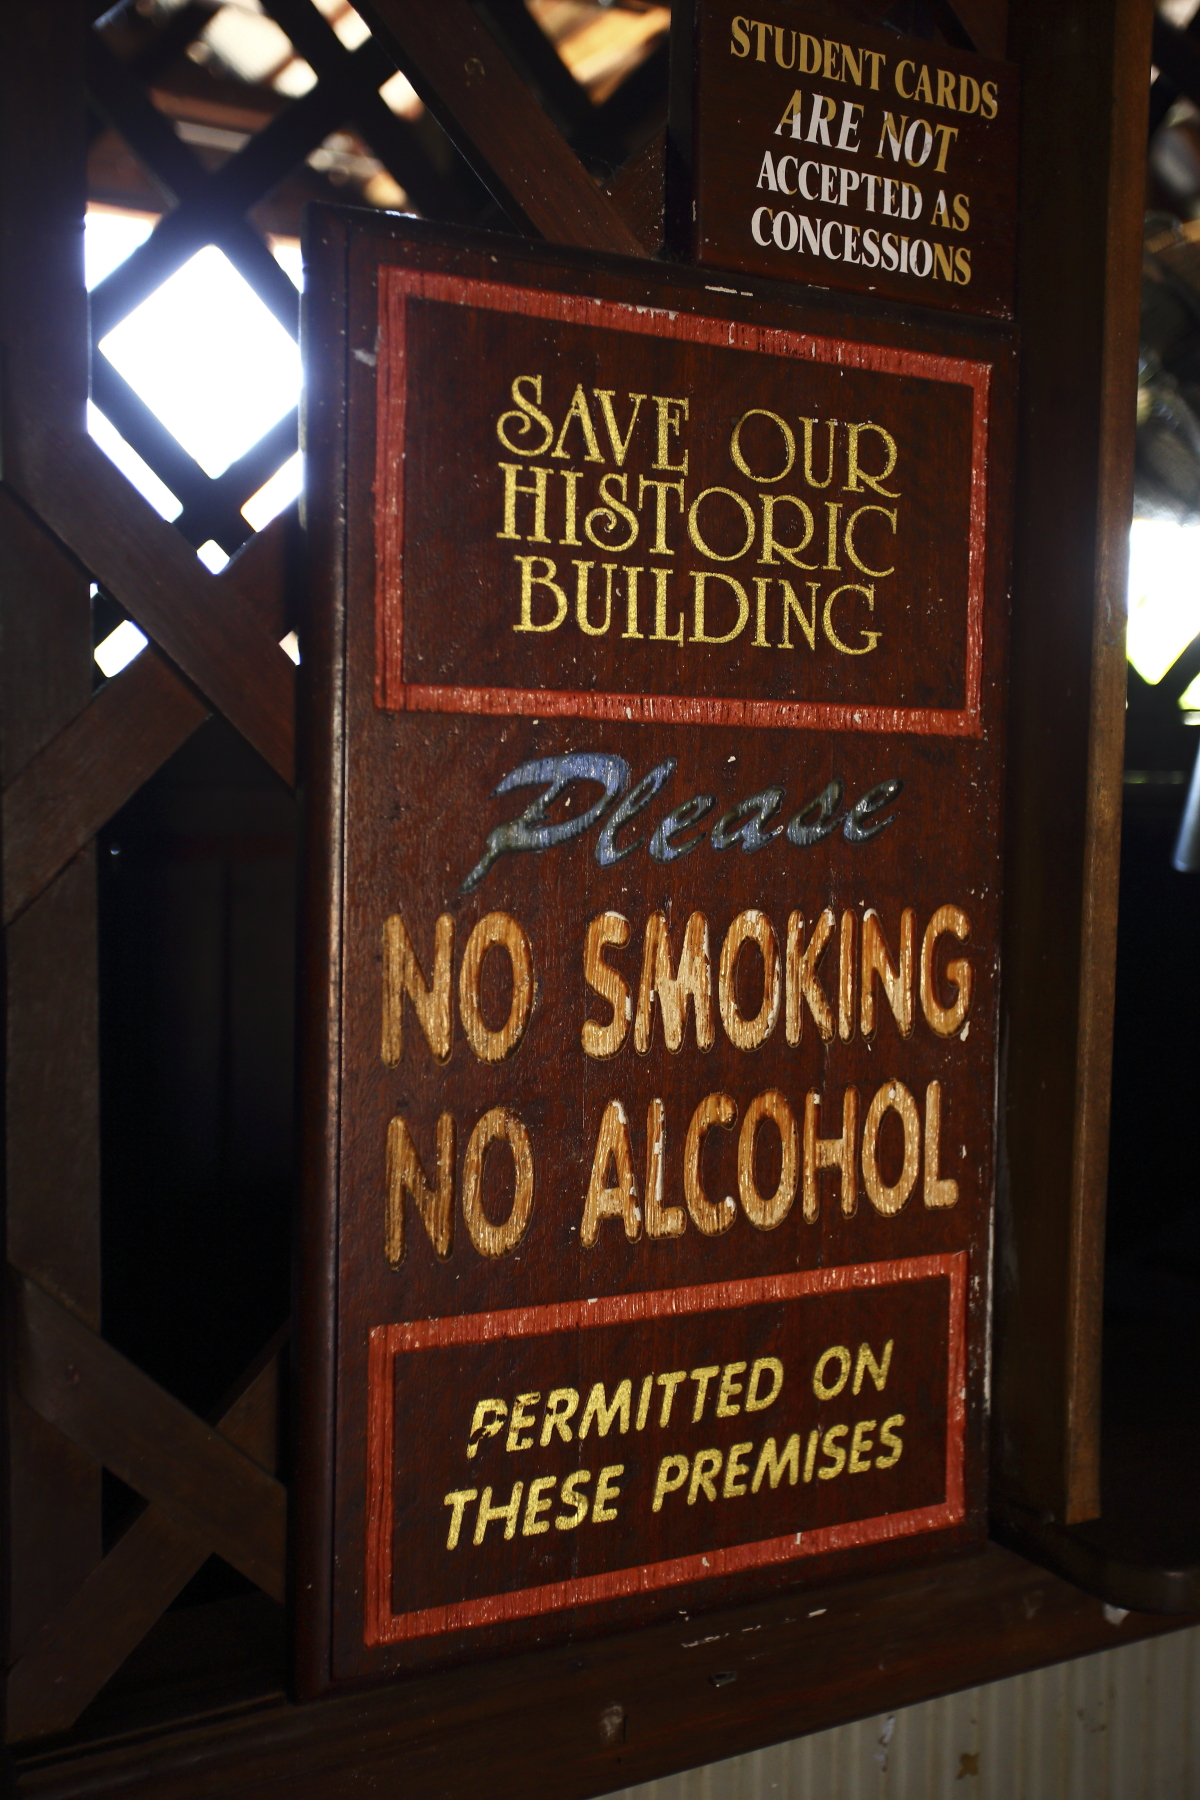 STUDENT CARDS
ARE NOT
ACCEPTED AS
CONCESSIONS
SAVE OUR
HISTORIC
BUILDING
Please
NO SMOKING
NO ALCOHOL
PERMITTED ON
THESE PREMISES